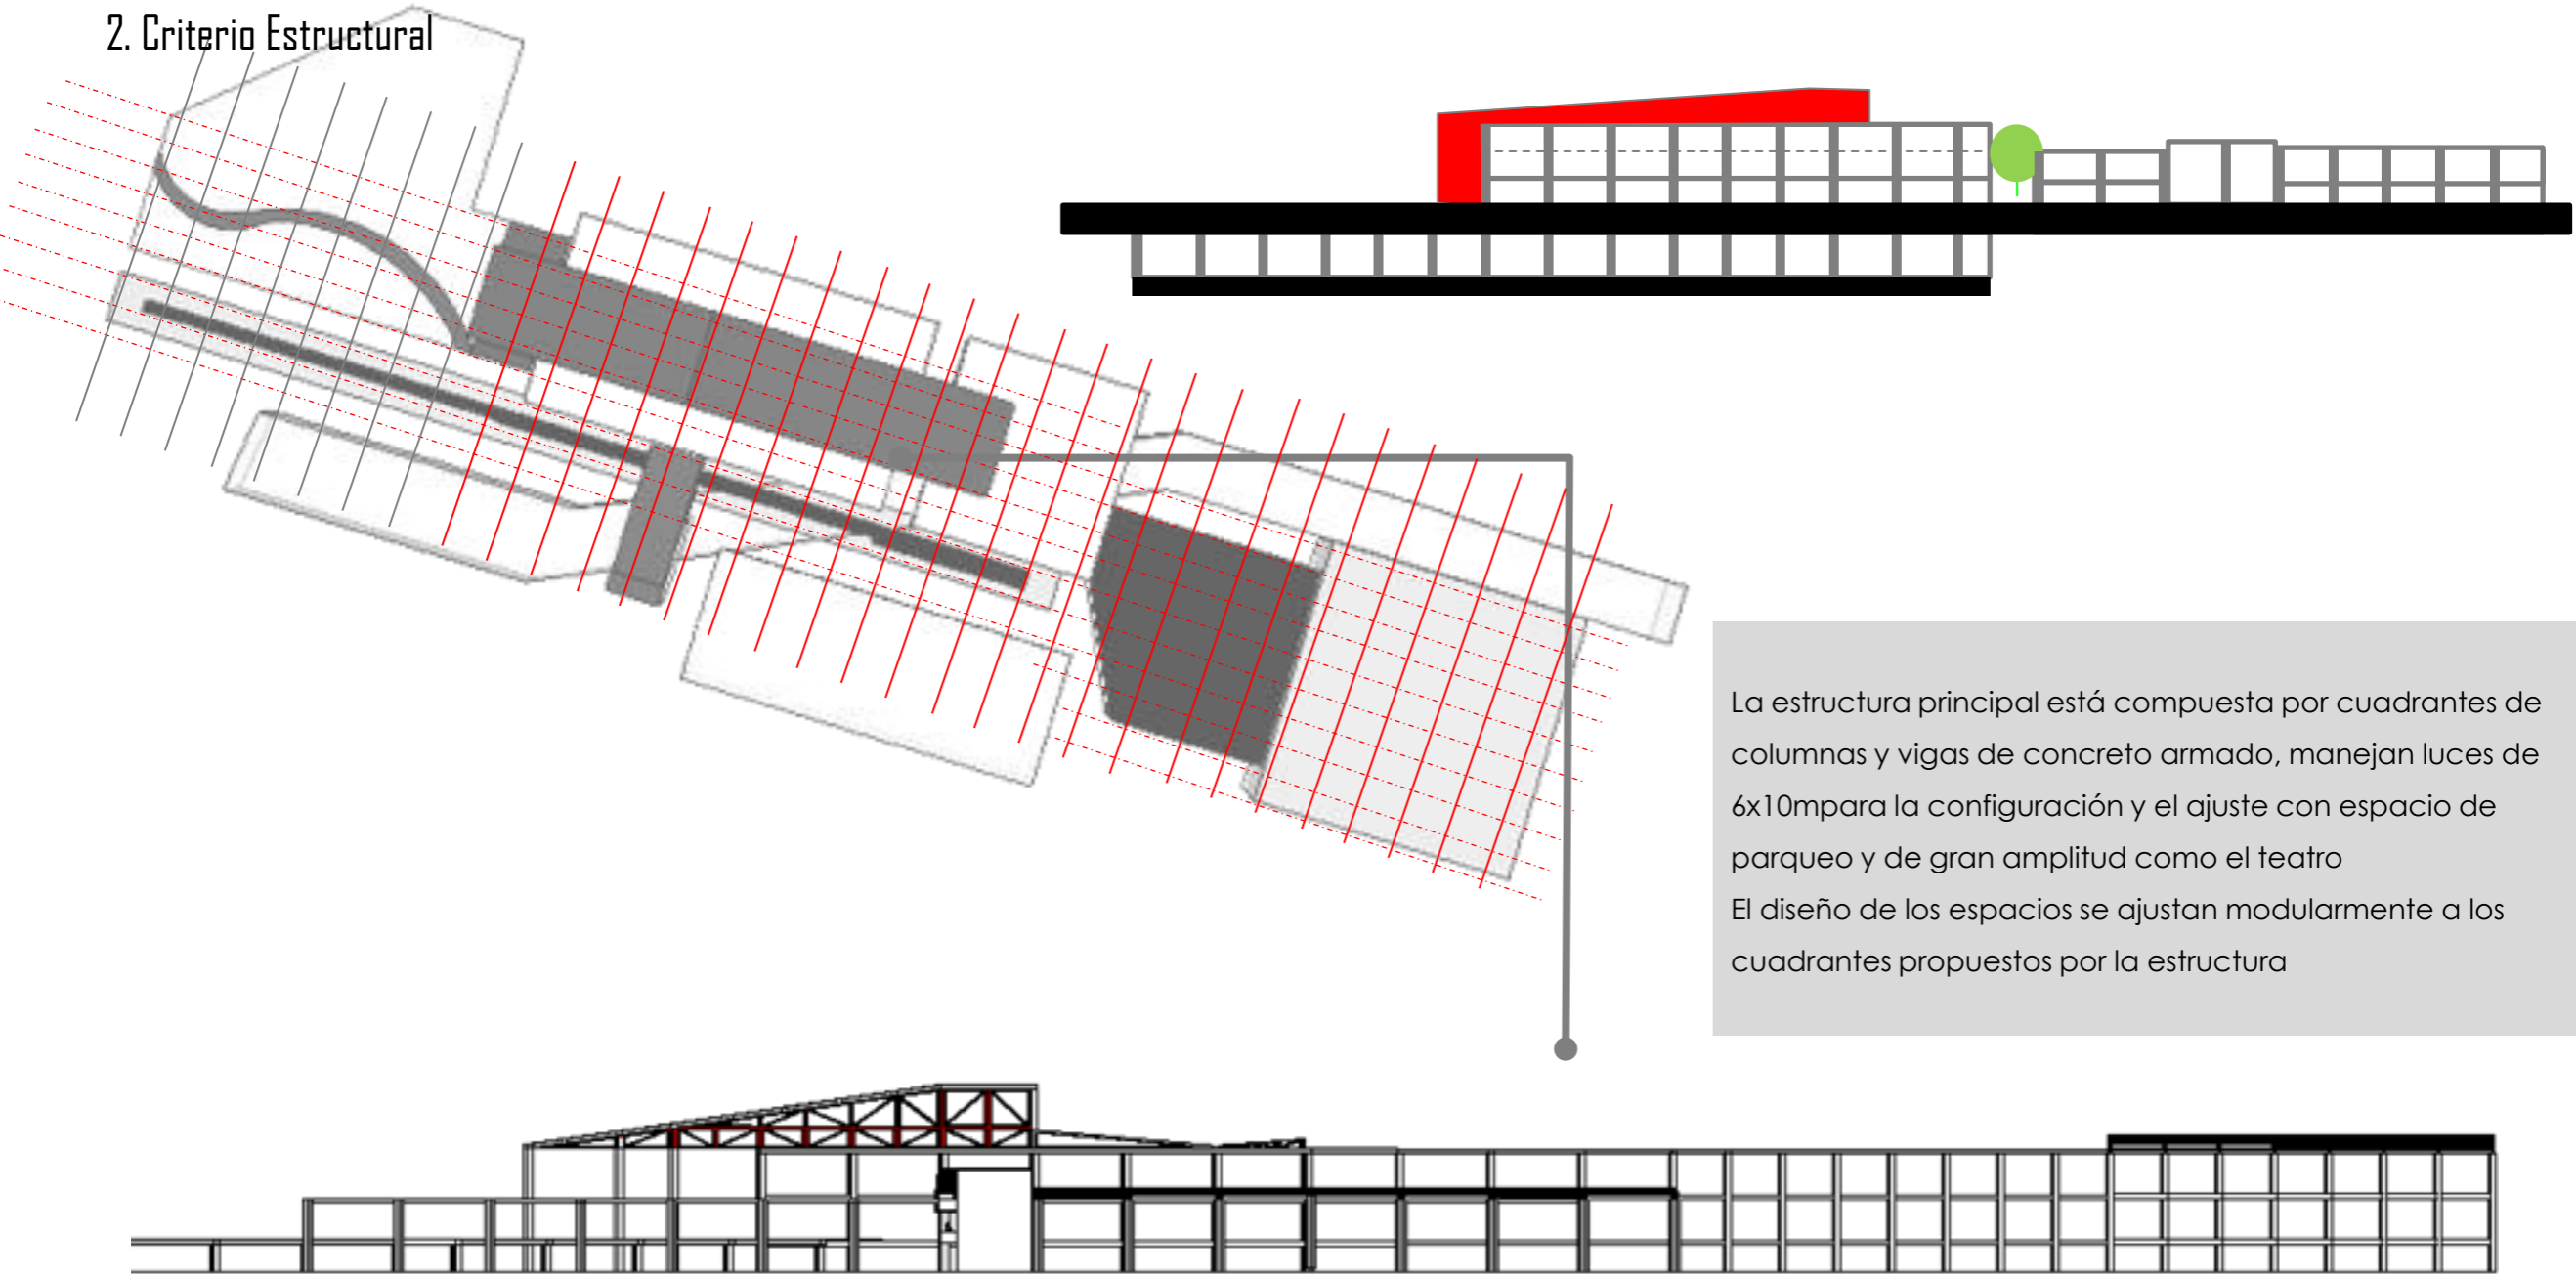 2. Criterio Estructural
La estructura principal está compuesta por cuadrantes de
columnas y vigas de concreto armado, manejan luces de
6x10mpara la configuración y el ajuste con espacio de
parqueo y de gran amplitud como el teatro
El diseño de los espacios se ajustan modularmente a los
cuadrantes propuestos por la estructura